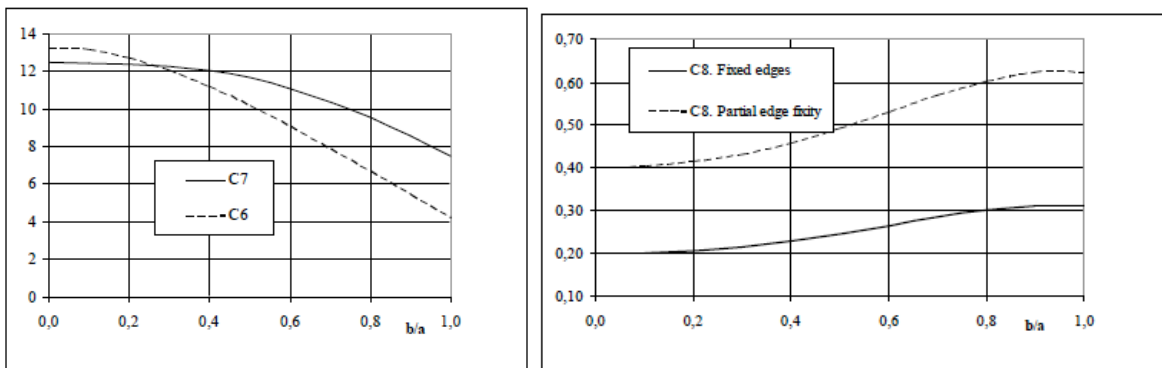 14
12
10
8
6
4
2
0
C7
C6
0,0 0,2 0,4 0,6 0,8 1,0
b/a
0,70
0,60
0,50
0,40
0,30
0,20
0,10
C8. Fixed edges
C8. Partial edge fixity
0,0 0,2 0,4 0,6 0,8 1,0
b/a